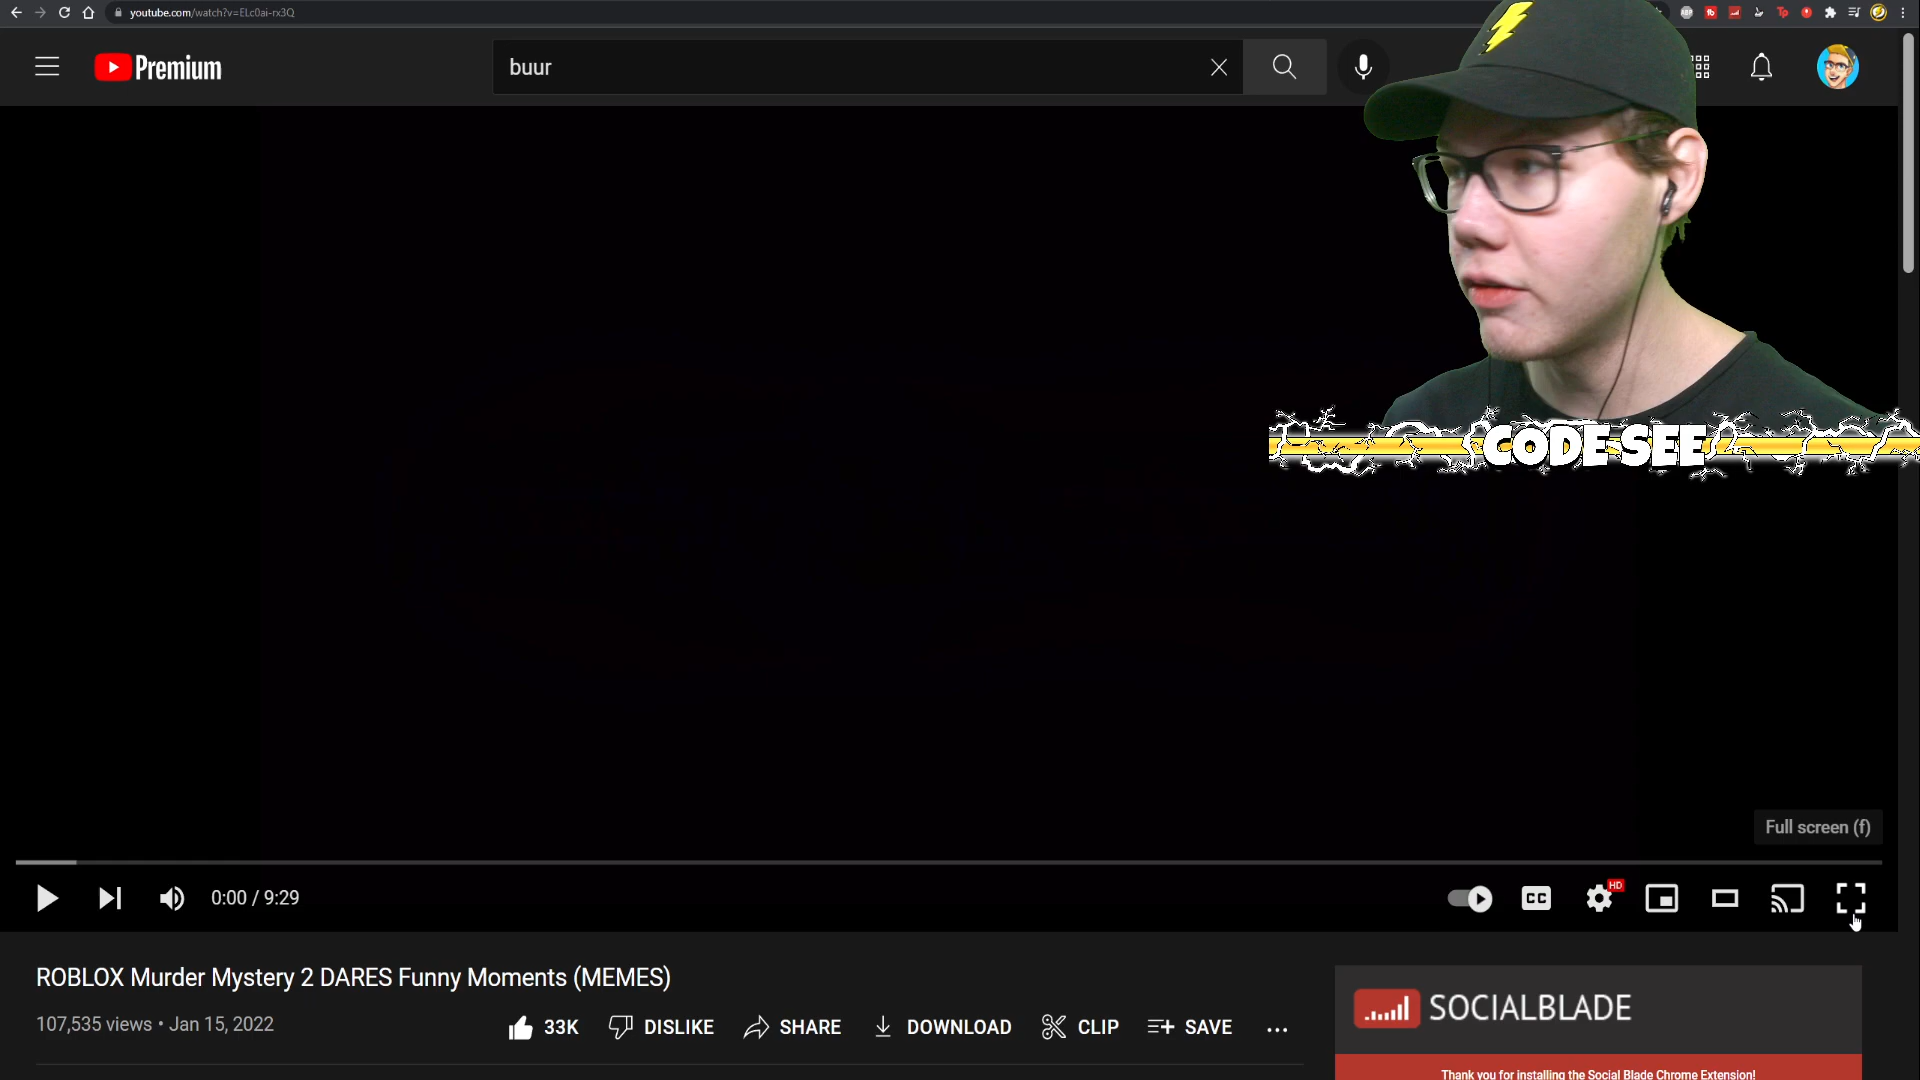 youtube.com/watch?v=ELc0ai-rx3Q
Premium
buur
CODE SEE
Full screen (f)
0:00 / 9:29
CC
HD
ROBLOX Murder Mystery 2 DARES Funny Moments (MEMES)
107,535 views • Jan 15, 2022
33K
DISLIKE
SHARE
DOWNLOAD
CLIP
SAVE
SOCIALBLADE
Thank you for installing the Social Blade Chrome Extension!